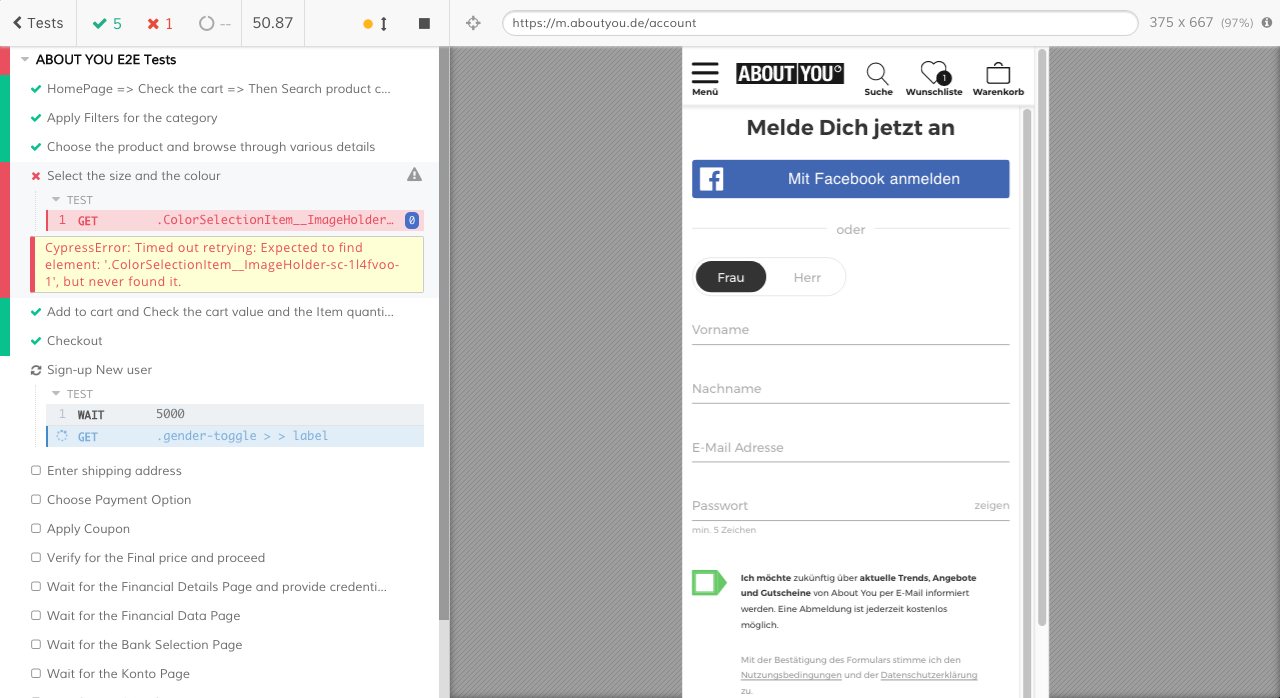 Tests
5
1
--
50.87
https://m.aboutyou.de/account
375 x 667 (97%)
ABOUT YOU E2E Tests
HomePage => Check the cart => Then Search product c...
Apply Filters for the category
Choose the product and browse through various details
Select the size and the colour
TEST
1 GET .ColorSelectionItem__ImageHolder... 0
CypressError: Timed out retrying: Expected to find
element: '.ColorSelectionItem__ImageHolder-sc-1l4fvoo-
1', but never found it.
Add to cart and Check the cart value and the Item quanti...
Checkout
Sign-up New user
TEST
1 WAIT 5000
GET .gender-toggle > > label
Enter shipping address
Choose Payment Option
Apply Coupon
Verify for the Final price and proceed
Wait for the Financial Details Page and provide credenti...
Wait for the Financial Data Page
Wait for the Bank Selection Page
Wait for the Konto Page
Menü
ABOUT YOU
Suche
1
Wunschliste
Warenkorb
Melde Dich jetzt an
Mit Facebook anmelden
oder
Frau Herr
Vorname
Nachname
E-Mail Adresse
Passwort zeigen
min. 5 Zeichen
Ich möchte zukünftig über aktuelle Trends, Angebote
und Gutscheine von About You per E-Mail informiert
werden. Eine Abmeldung ist jederzeit kostenlos
möglich.
Mit der Bestätigung des Formulars stimme ich den
Nutzungsbedingungen und der Datenschutzerklärung
zu.